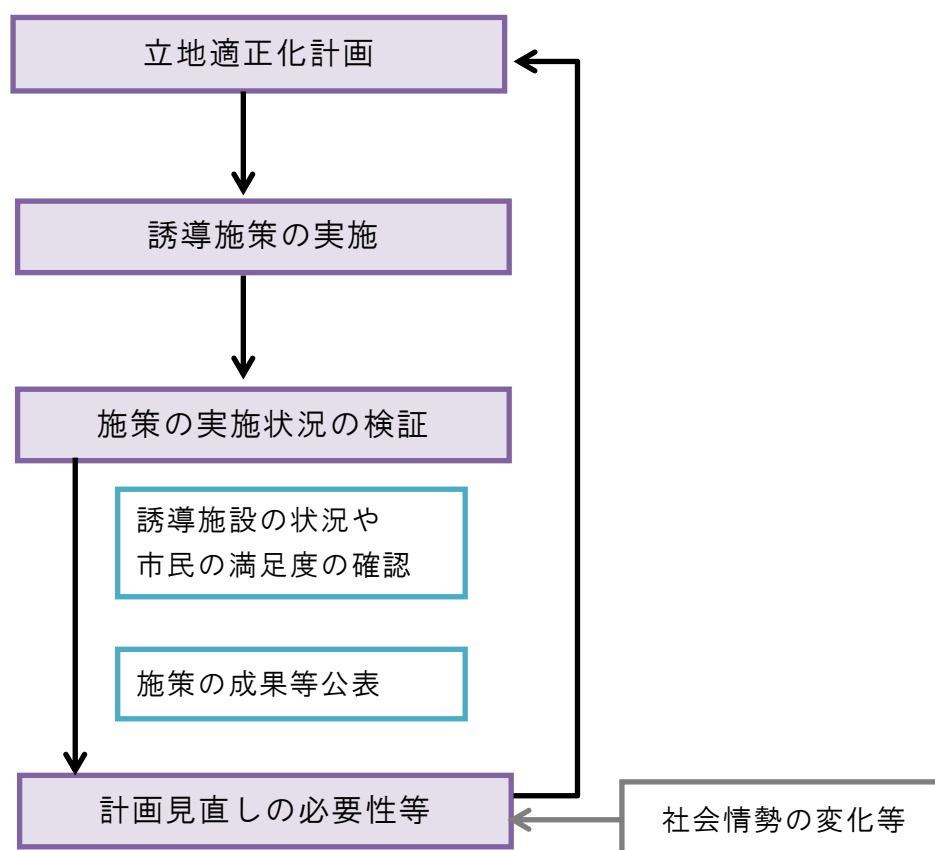 立地適正化計画
誘導施策の実施
施策の実施状況の検証
誘導施設の状況や
市民の満足度の確認
施策の成果等公表
計画見直しの必要性等
社会情勢の変化等